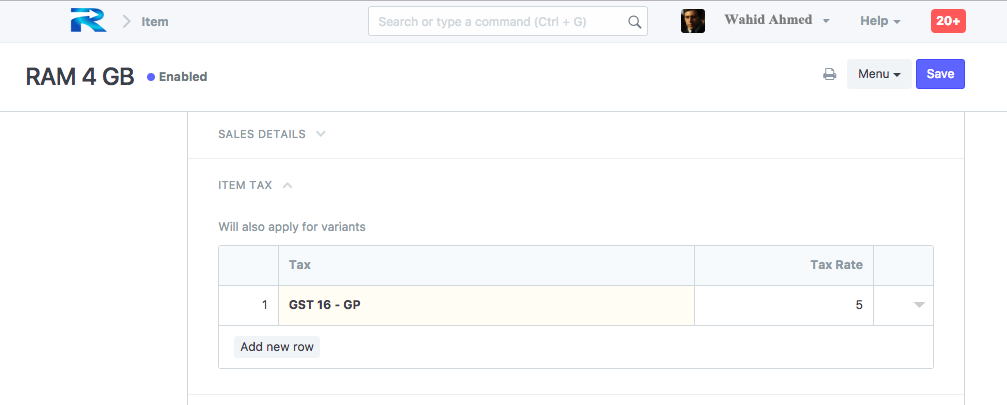 R Item Search or type a command (Ctrl + G) Wahid Ahmed Help 20+
RAM 4 GB Enabled Menu Save
SALES DETAILS
ITEM TAX
Will also apply for variants
Tax Tax Rate
1 GST 16 - GP 5
Add new row